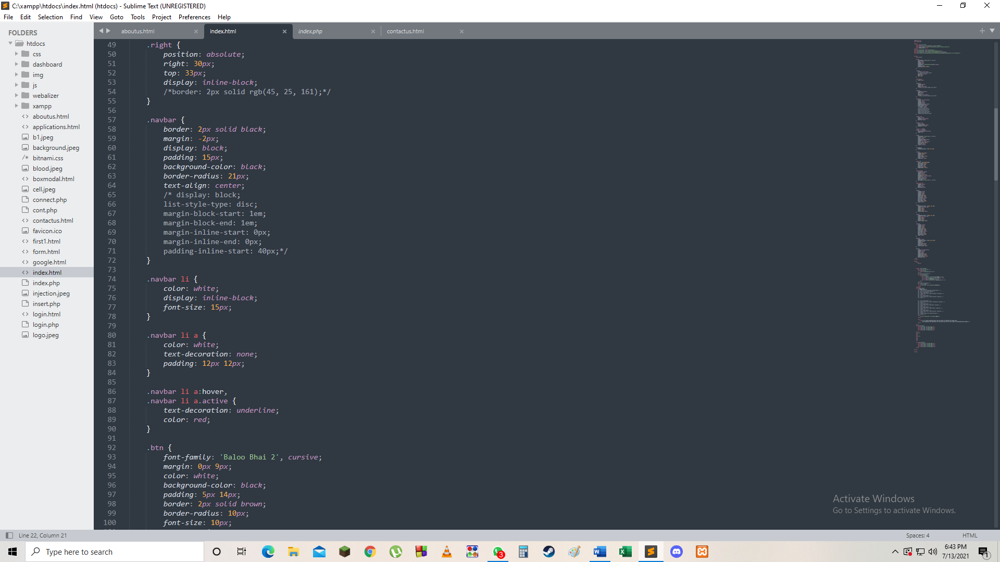 C:\xampp\htdocs\index.html (htdocs) - Sublime Text (UNREGISTERED)
File Edit Selection Find View Goto Tools Project Preferences Help
FOLDERS
htdocs
css
dashboard
img
js
webalizer
xampp
<> aboutus.html
<> applications.html
b1.jpeg
background.jpeg
/* bitnami.css
blood.jpeg
<> boxmodal.html
cell.jpeg
connect.php
cont.php
<> contactus.html
favicon.ico
<> first1.html
<> form.html
<> google.html
<> index.html
index.php
injection.jpeg
insert.php
<> login.html
login.php
logo.jpeg
aboutus.html × index.html × index.php × contactus.html ×
49 .right {
50 position: absolute;
51 right: 30px;
52 top: 33px;
53 display: inline-block;
54 /*border: 2px solid rgb(45, 25, 161);*/
55 }
56
57 .navbar {
58 border: 2px solid black;
59 margin: -2px;
60 display: block;
61 padding: 15px;
62 background-color: black;
63 border-radius: 21px;
64 text-align: center;
65 /* display: block;
66 list-style-type: disc;
67 margin-block-start: 1em;
68 margin-block-end: 1em;
69 margin-inline-start: 0px;
70 margin-inline-end: 0px;
71 padding-inline-start: 40px;*/
72 }
73
74 .navbar li {
75 color: white;
76 display: inline-block;
77 font-size: 15px;
78 }
79
80 .navbar li a {
81 color: white;
82 text-decoration: none;
83 padding: 12px 12px;
84 }
85
86 .navbar li a:hover,
87 .navbar li a.active {
88 text-decoration: underline;
89 color: red;
90 }
91
92 .btn {
93 font-family: 'Baloo Bhai 2', cursive;
94 margin: 0px 9px;
95 color: white;
96 background-color: black;
97 padding: 5px 14px;
98 border: 2px solid brown;
99 border-radius: 10px;
100 font-size: 10px;
Activate Windows
Go to Settings to activate Windows.
Line 22, Column 21
Spaces: 4 HTML
Type here to search
3
6:43 PM
7/13/2021
1